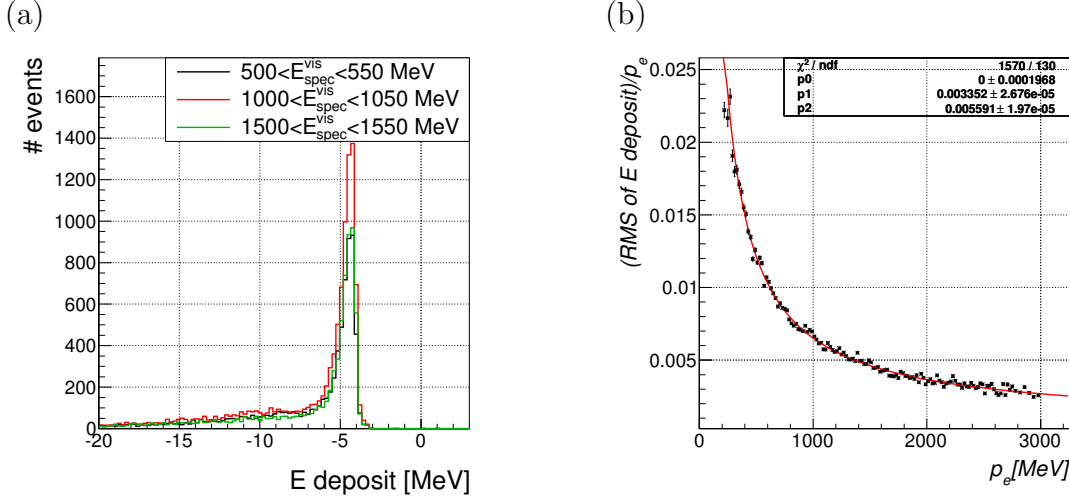 (a)
(b)
# events
500<E^vis_spec<550 MeV
1000<E^vis_spec<1050 MeV
1500<E^vis_spec<1550 MeV
1600
1400
1200
1000
800
600
400
200
0
-20
-15
-10
-5
0
E deposit [MeV]
(RMS of E deposit)/p_e
χ² / ndf 1570 / 130
p0 0 ± 0.0001968
p1 0.003352 ± 2.676e-05
p2 0.005591 ± 1.97e-05
0.025
0.02
0.015
0.01
0.005
0
1000
2000
3000
p_e[MeV]